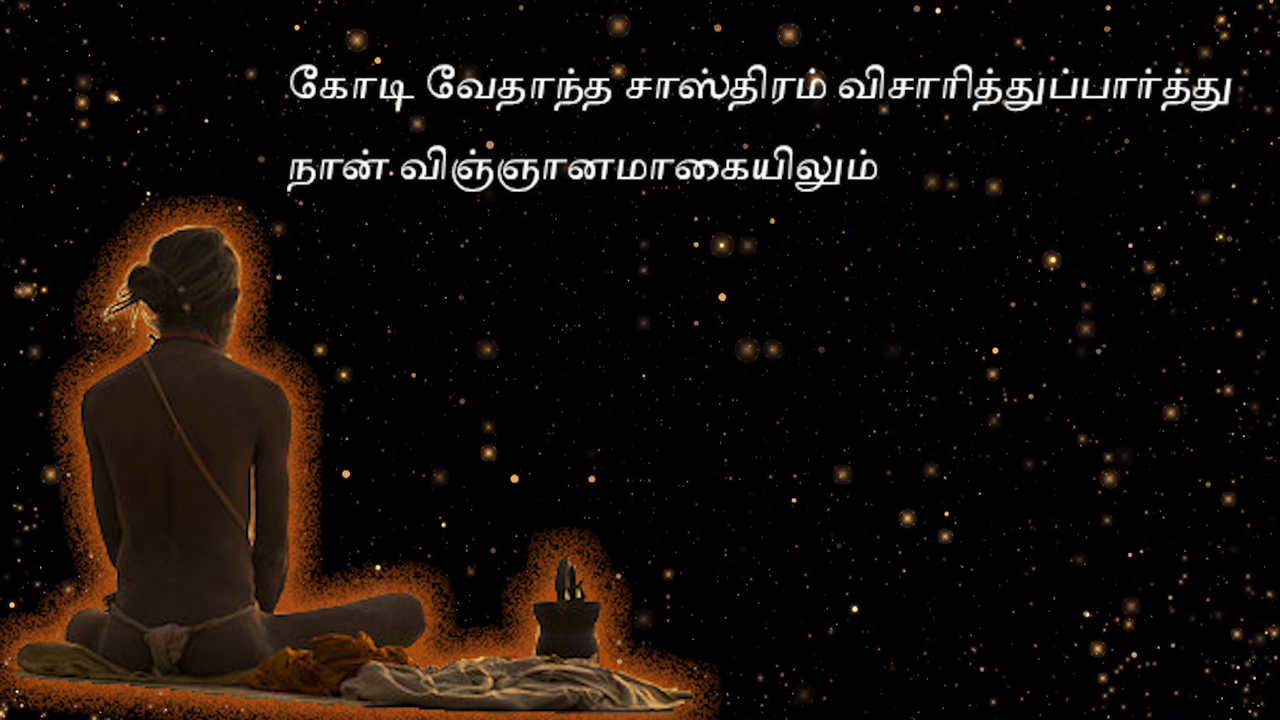 கோடி வேதாந்த சாஸ்திரம் விசாரித்துப்பார்த்து
நான் விஞ்ஞானமாகையிலும்